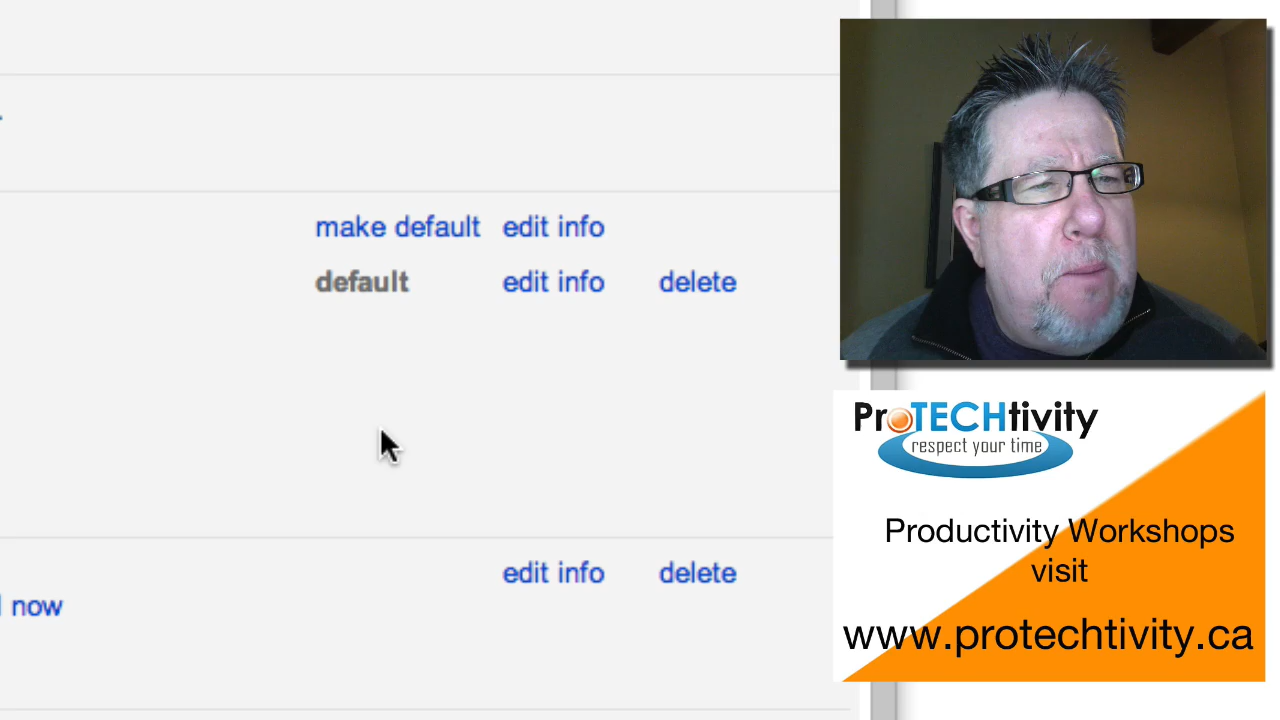 make default edit info
default edit info delete
edit info delete
now
ProTECHtivity
respect your time
Productivity Workshops
visit
www.protechtivity.ca